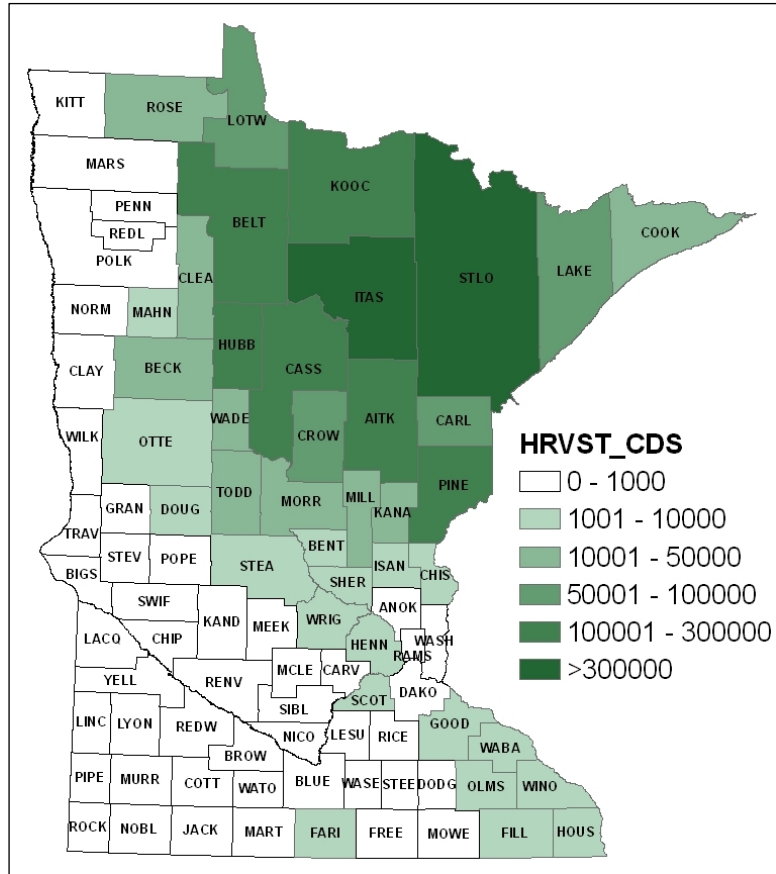 KITT
ROSE
LOTW
MARS
KOOC
PENN
BELT
REDL
COOK
POLK
CLEA
LAKE
STLO
ITAS
NORM
MAHN
HUBB
CASS
CLAY
BECK
AITK
WADE
CARL
CROW
WILK
OTTE
HRVST_CDS
0 - 1000
1001 - 10000
10001 - 50000
50001 - 100000
100001 - 300000
>300000
PINE
TODD
MILL
MORR
GRAN
DOUG
KANA
TRAV
BENT
STEV
POPE
ISAN
STEA
BIGS
CHIS
SHER
SWIF
ANOK
WRIG
KAND
MEEK
LACQ
CHIP
HENN
WASH
RAMS
MCLE
CARV
YELL
RENV
DAKO
SCOT
SIBL
LINC
LYON
REDW
GOOD
NICO
LESU
RICE
WABA
BROW
PIPE
MURR
COTT
WATO
BLUE
WASE
STEE
DODG
OLMS
WINO
ROCK
NOBL
JACK
MART
FARI
FREE
MOWE
FILL
HOUS